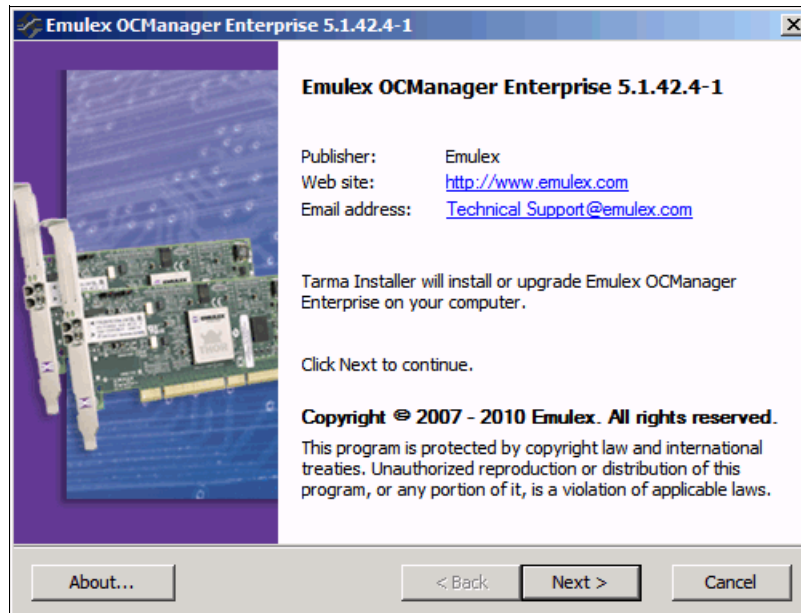 Emulex OCManager Enterprise 5.1.42.4-1
Emulex OCManager Enterprise 5.1.42.4-1
Publisher: Emulex
Web site: http://www.emulex.com
Email address: Technical Support@emulex.com
Tarma Installer will install or upgrade Emulex OCManager
Enterprise on your computer.
Click Next to continue.
Copyright © 2007 - 2010 Emulex. All rights reserved.
This program is protected by copyright law and international
treaties. Unauthorized reproduction or distribution of this
program, or any portion of it, is a violation of applicable laws.
About... < Back Next > Cancel